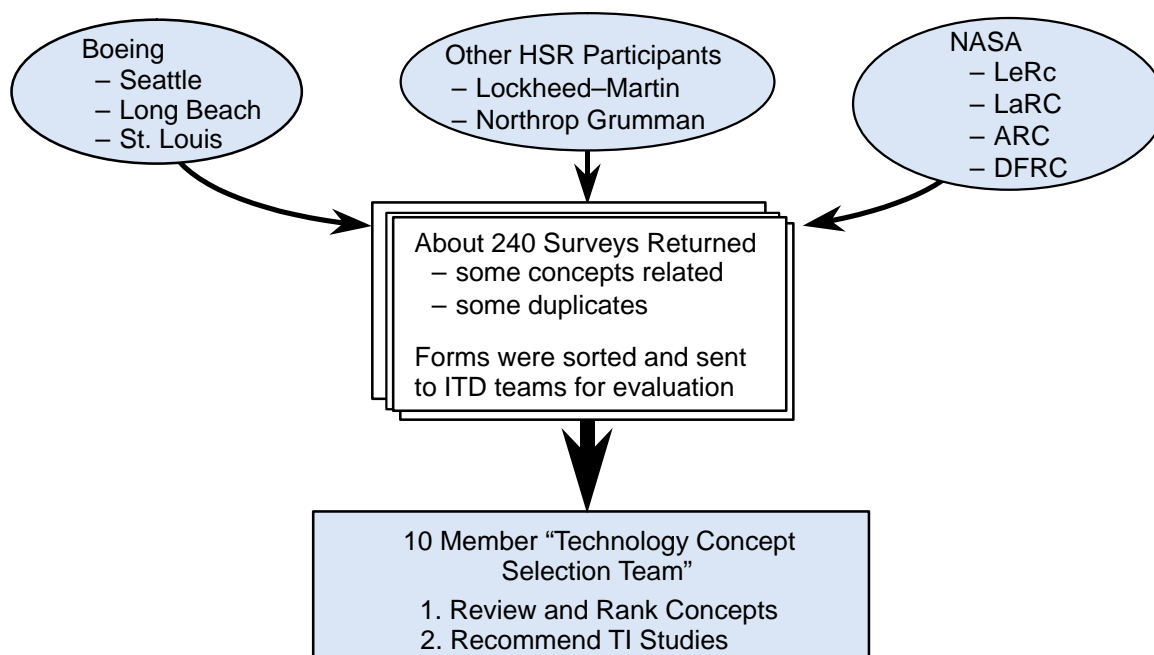 Boeing
– Seattle
– Long Beach
– St. Louis
Other HSR Participants
– Lockheed–Martin
– Northrop Grumman
NASA
– LeRc
– LaRC
– ARC
– DFRC
About 240 Surveys Returned
– some concepts related
– some duplicates
Forms were sorted and sent
to ITD teams for evaluation
10 Member “Technology Concept
Selection Team”
1. Review and Rank Concepts
2. Recommend TI Studies